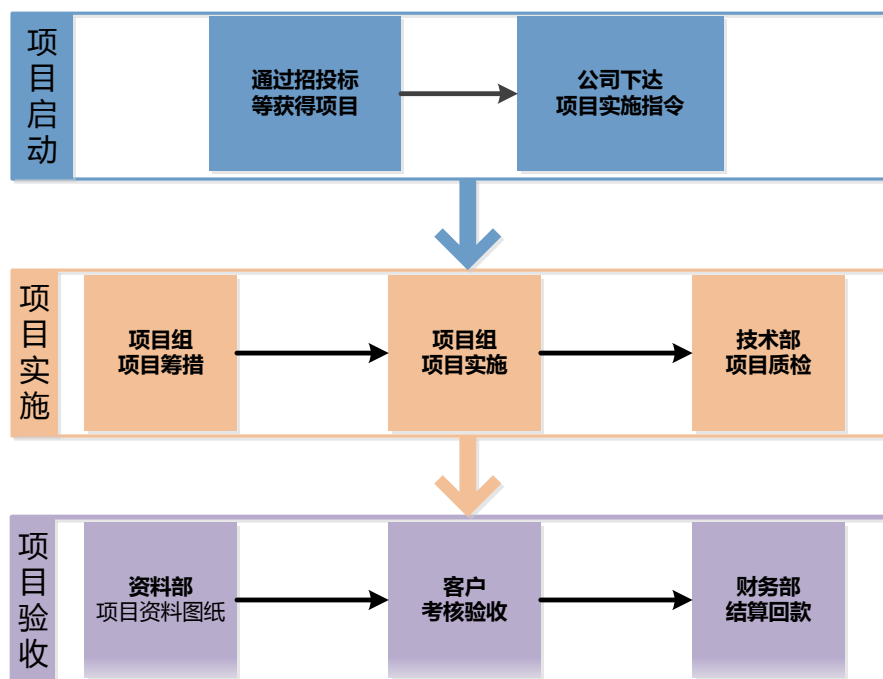 项目启动
通过招投标
等获得项目
公司下达
项目实施指令
项目实施
项目组
项目筹措
项目组
项目实施
技术部
项目质检
项目验收
资料部
项目资料图纸
客户
考核验收
财务部
结算回款